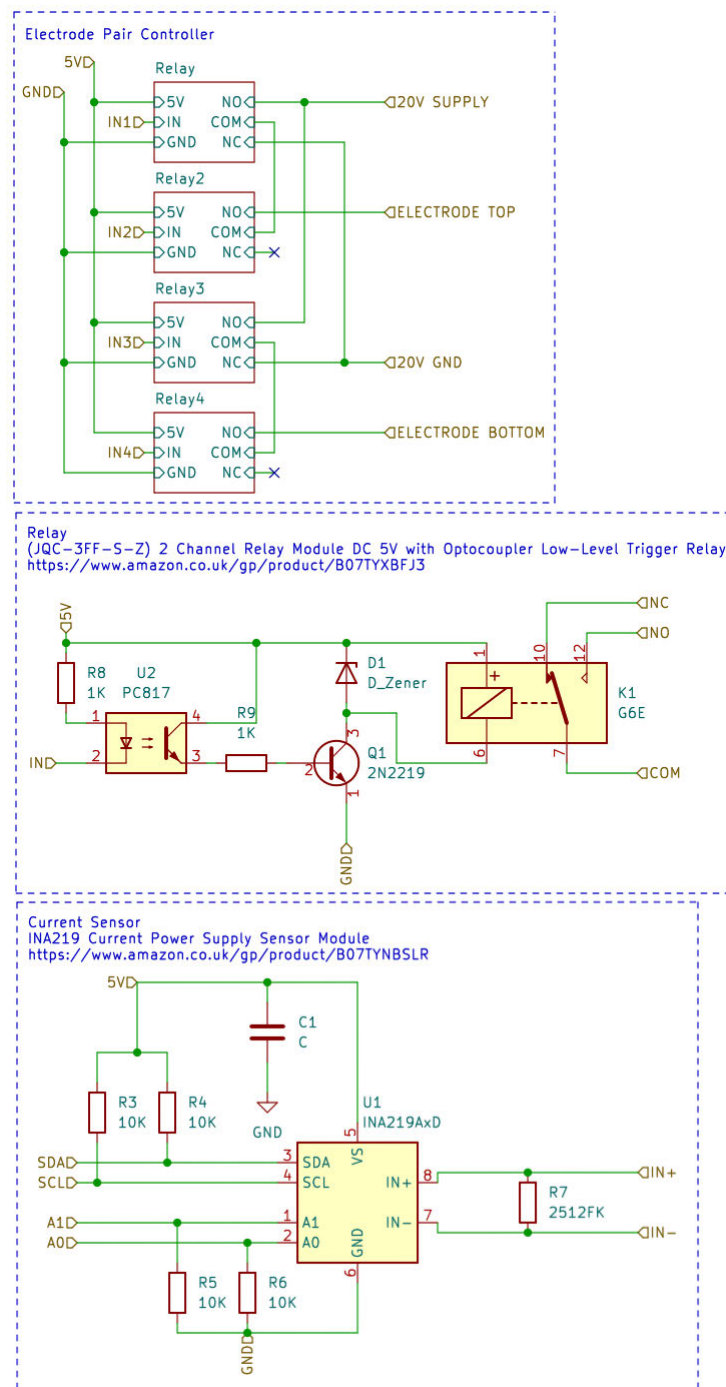 Electrode Pair Controller
5V
GND
Relay
5V NO 20V SUPPLY
IN1 IN COM
GND NC
Relay2
5V NO ELECTRODE TOP
IN2 IN COM
GND NC
Relay3
5V NO
IN3 IN COM
GND NC 20V GND
Relay4
5V NO ELECTRODE BOTTOM
IN4 IN COM
GND NC
Relay
(JQC-3FF-S-Z) 2 Channel Relay Module DC 5V with Optocoupler Low-Level Trigger Relay
https://www.amazon.co.uk/gp/product/B07TYXBFJ3
5V
NC
NO
1 10 12
R8
1K
U2
PC817
1 4
2 3
IN
R9
1K
D1
D_Zener
3
Q1
2N2219
2
1
GND
+
K1
G6E
6 7
COM
Current Sensor
INA219 Current Power Supply Sensor Module
https://www.amazon.co.uk/gp/product/B07TYNBSLR
5V
C1
C
GND
R3
10K
R4
10K
U1
INA219AxD
5
VS
SDA 3 SDA
SCL 4 SCL
IN+ 8 IN+
A1 1 A1
A0 2 A0
IN- 7 IN-
R7
2512FK
GND
6
R5
10K
R6
10K
GND